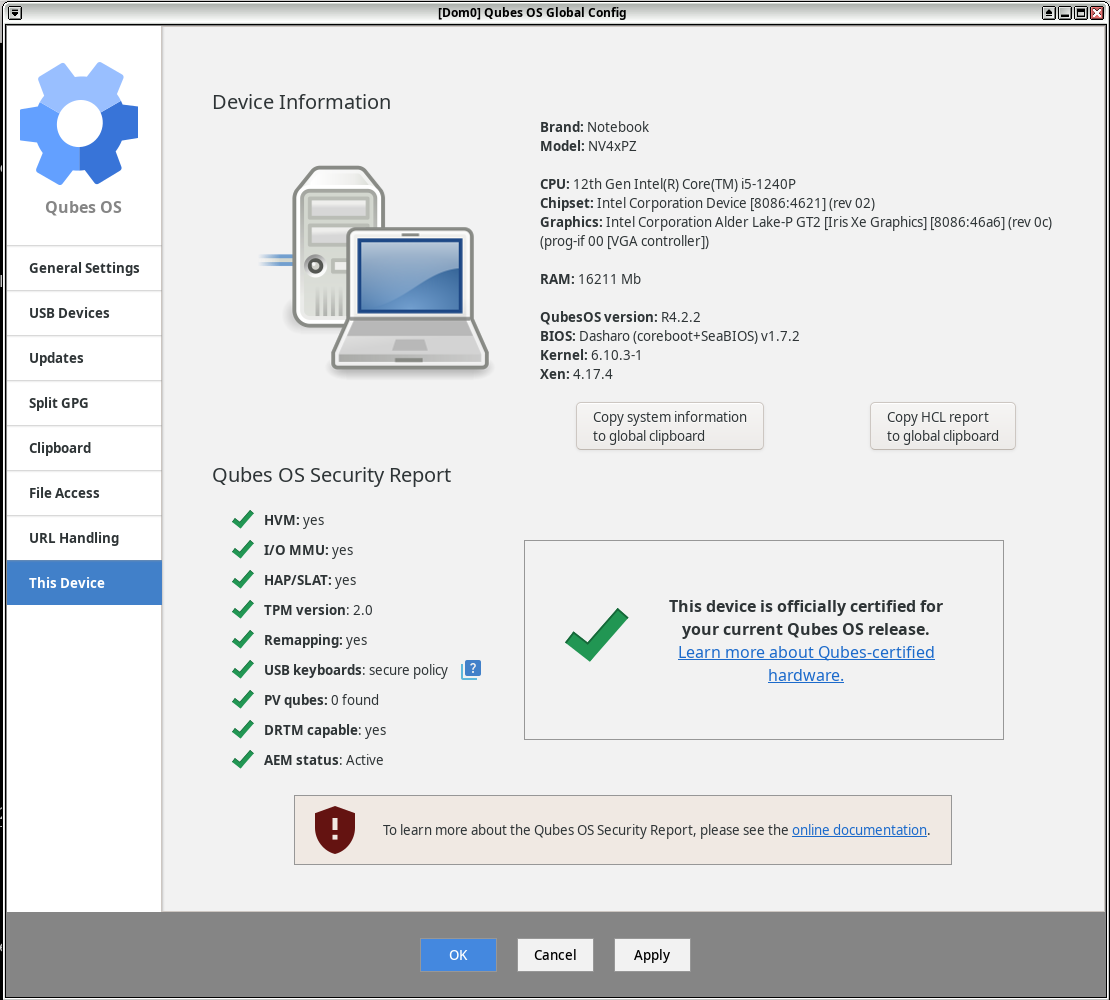 [Dom0] Qubes OS Global Config
Qubes OS
General Settings
USB Devices
Updates
Split GPG
Clipboard
File Access
URL Handling
This Device
Device Information
Brand: Notebook
Model: NV4xPZ
CPU: 12th Gen Intel(R) Core(TM) i5-1240P
Chipset: Intel Corporation Device [8086:4621] (rev 02)
Graphics: Intel Corporation Alder Lake-P GT2 [Iris Xe Graphics] [8086:46a6] (rev 0c)
(prog-if 00 [VGA controller])
RAM: 16211 Mb
QubesOS version: R4.2.2
BIOS: Dasharo (coreboot+SeaBIOS) v1.7.2
Kernel: 6.10.3-1
Xen: 4.17.4
Copy system information
to global clipboard
Copy HCL report
to global clipboard
Qubes OS Security Report
HVM: yes
I/O MMU: yes
HAP/SLAT: yes
TPM version: 2.0
Remapping: yes
USB keyboards: secure policy ?
PV qubes: 0 found
DRTM capable: yes
AEM status: Active
This device is officially certified for
your current Qubes OS release.
Learn more about Qubes-certified
hardware.
To learn more about the Qubes OS Security Report, please see the online documentation.
OK
Cancel
Apply